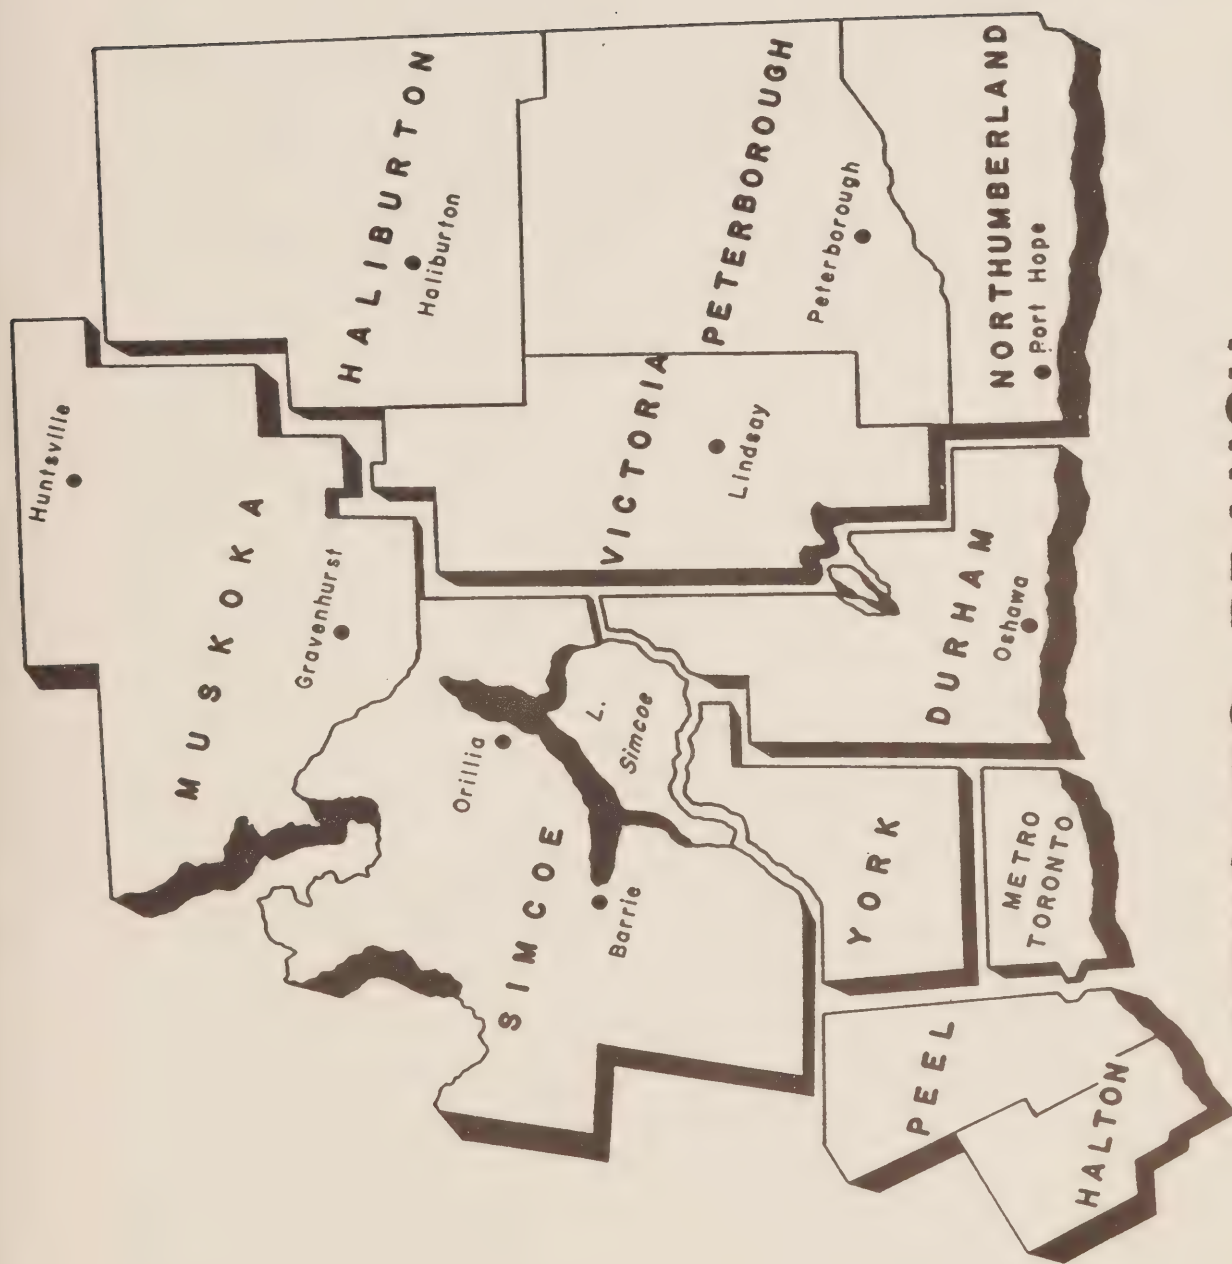 Huntsville
MUSKOKA
Gravenhurst
HALIBURTON
Haliburton
Orillia
L.
Simcoe
SIMCOE
Barrie
VICTORIA
Lindsay
PETERBOROUGH
Peterborough
NORTHUMBERLAND
Port Hope
DURHAM
Oshawa
YORK
METRO
TORONTO
PEEL
HALTON